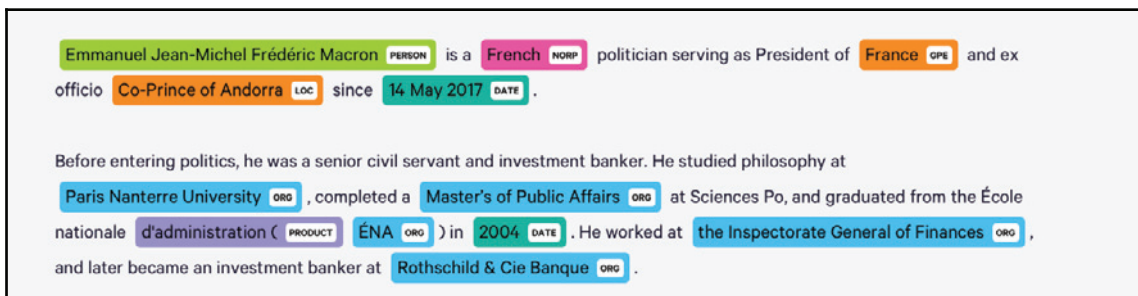 Emmanuel Jean-Michel Frédéric Macron PERSON is a French NORP politician serving as President of France GPE and ex
officio Co-Prince of Andorra LOC since 14 May 2017 DATE .
Before entering politics, he was a senior civil servant and investment banker. He studied philosophy at
Paris Nanterre University ORG , completed a Master's of Public Affairs ORG at Sciences Po, and graduated from the École
nationale d'administration ( PRODUCT ÉNA ORG ) in 2004 DATE . He worked at the Inspectorate General of Finances ORG ,
and later became an investment banker at Rothschild & Cie Banque ORG .